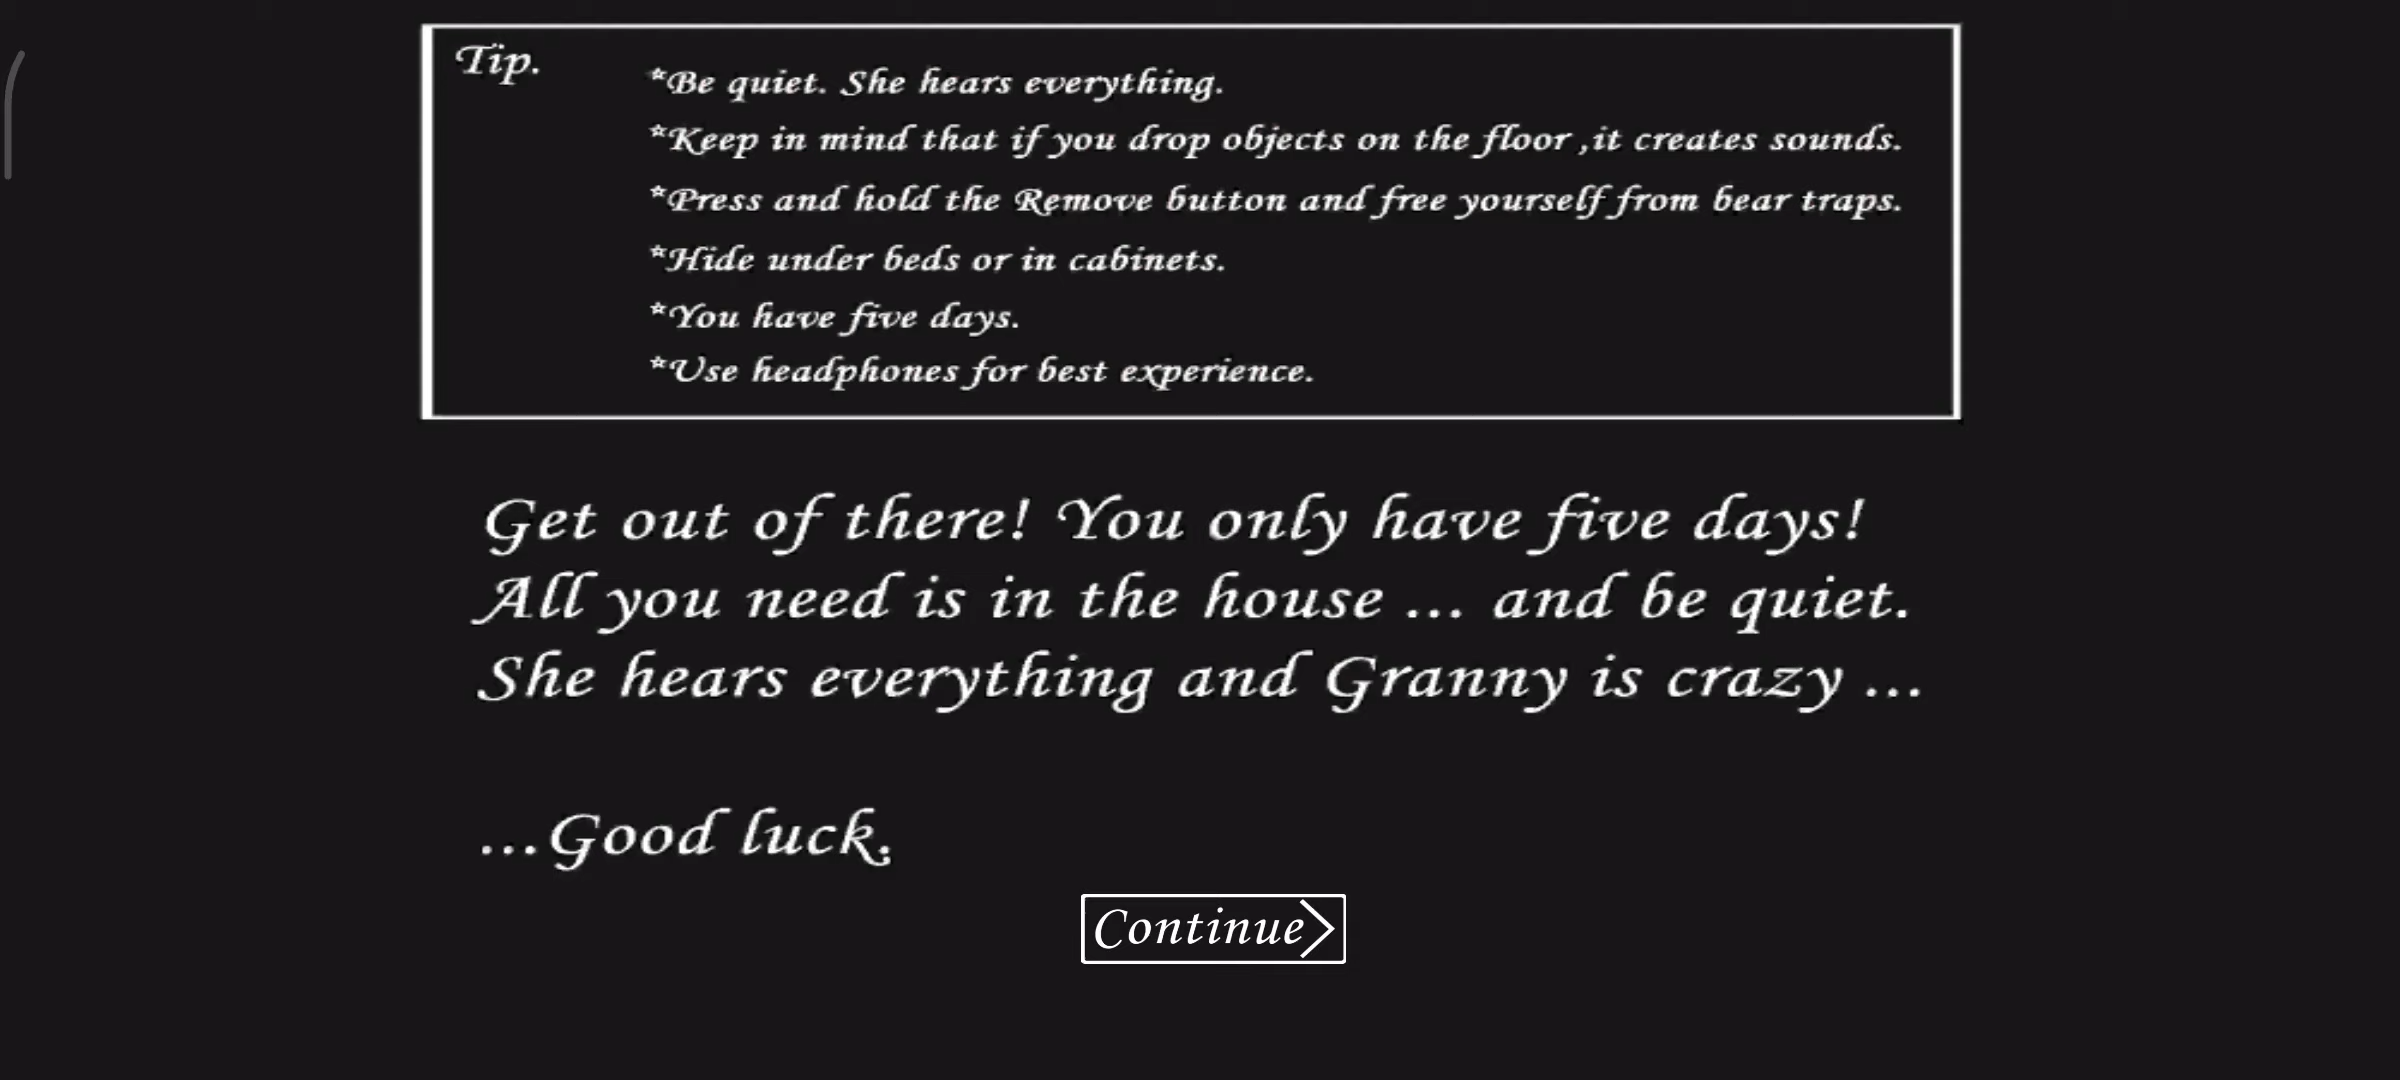 Tip.
*Be quiet. She hears everything.
*Keep in mind that if you drop objects on the floor ,it creates sounds.
*Press and hold the Remove button and free yourself from bear traps.
*Hide under beds or in cabinets.
*You have five days.
*Use headphones for best experience.
Get out of there! You only have five days!
All you need is in the house ... and be quiet.
She hears everything and Granny is crazy ...
...Good luck.
Continue